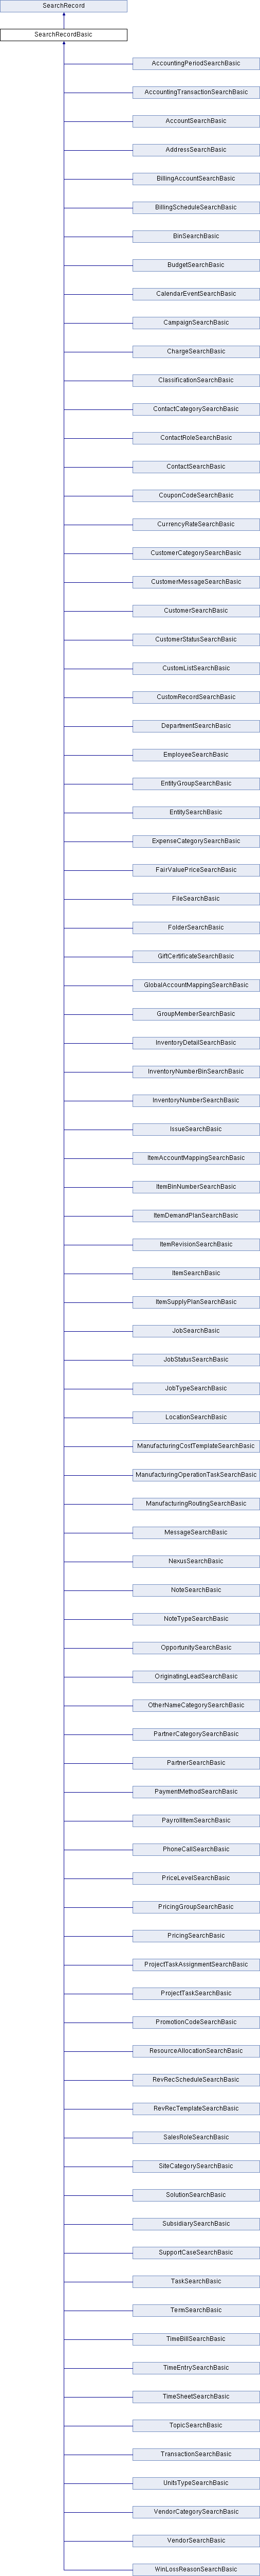 SearchRecord
SearchRecordBasic
AccountingPeriodSearchBasic
AccountingTransactionSearchBasic
AccountSearchBasic
AddressSearchBasic
BillingAccountSearchBasic
BillingScheduleSearchBasic
BinSearchBasic
BudgetSearchBasic
CalendarEventSearchBasic
CampaignSearchBasic
ChargeSearchBasic
ClassificationSearchBasic
ContactCategorySearchBasic
ContactRoleSearchBasic
ContactSearchBasic
CouponCodeSearchBasic
CurrencyRateSearchBasic
CustomerCategorySearchBasic
CustomerMessageSearchBasic
CustomerSearchBasic
CustomerStatusSearchBasic
CustomListSearchBasic
CustomRecordSearchBasic
DepartmentSearchBasic
EmployeeSearchBasic
EntityGroupSearchBasic
EntitySearchBasic
ExpenseCategorySearchBasic
FairValuePriceSearchBasic
FileSearchBasic
FolderSearchBasic
GiftCertificateSearchBasic
GlobalAccountMappingSearchBasic
GroupMemberSearchBasic
InventoryDetailSearchBasic
InventoryNumberBinSearchBasic
InventoryNumberSearchBasic
IssueSearchBasic
ItemAccountMappingSearchBasic
ItemBinNumberSearchBasic
ItemDemandPlanSearchBasic
ItemRevisionSearchBasic
ItemSearchBasic
ItemSupplyPlanSearchBasic
JobSearchBasic
JobStatusSearchBasic
JobTypeSearchBasic
LocationSearchBasic
ManufacturingCostTemplateSearchBasic
ManufacturingOperationTaskSearchBasic
ManufacturingRoutingSearchBasic
MessageSearchBasic
NexusSearchBasic
NoteSearchBasic
NoteTypeSearchBasic
OpportunitySearchBasic
OriginatingLeadSearchBasic
OtherNameCategorySearchBasic
PartnerCategorySearchBasic
PartnerSearchBasic
PaymentMethodSearchBasic
PayrollItemSearchBasic
PhoneCallSearchBasic
PriceLevelSearchBasic
PricingGroupSearchBasic
PricingSearchBasic
ProjectTaskAssignmentSearchBasic
ProjectTaskSearchBasic
PromotionCodeSearchBasic
ResourceAllocationSearchBasic
RevRecScheduleSearchBasic
RevRecTemplateSearchBasic
SalesRoleSearchBasic
SiteCategorySearchBasic
SolutionSearchBasic
SubsidiarySearchBasic
SupportCaseSearchBasic
TaskSearchBasic
TermSearchBasic
TimeBillSearchBasic
TimeEntrySearchBasic
TimeSheetSearchBasic
TopicSearchBasic
TransactionSearchBasic
UnitsTypeSearchBasic
VendorCategorySearchBasic
VendorSearchBasic
WinLossReasonSearchBasic